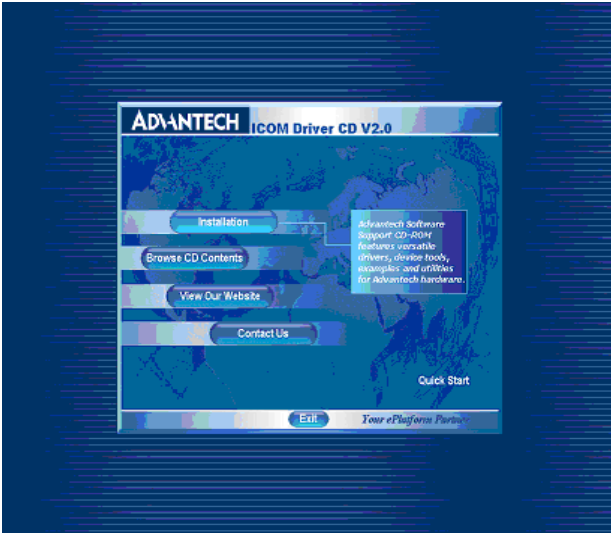 ADVANTECH ICOM Driver CD V2.0
Installation
Advantech Software
Support CD-ROM
features versatile
drivers, device tools,
examples and utilities
for Advantech hardware.
Browse CD Contents
View Our Website
Contact Us
Quick Start
Exit
Your ePlatform Partner